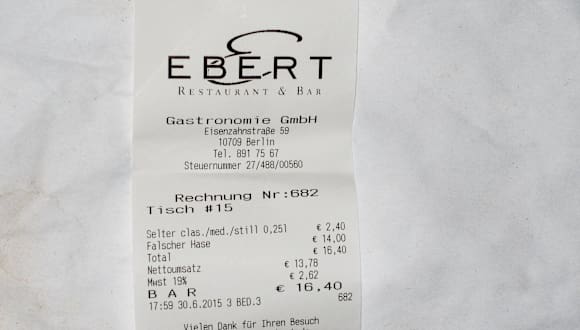 EBERT
RESTAURANT & BAR
Gastronomie GmbH
Eisenzahnstraße 59
10709 Berlin
Tel. 891 75 67
Steuernummer 27/488/00560
Rechnung Nr:682
Tisch #15
Selter clas./med./still 0,25l € 2,40
Falscher Hase € 14,00
Total € 16,40
Nettoumsatz € 13,78
Mwst 19% € 2,62
B A R € 16,40
17:59 30.6.2015 3 BED.3 682
Vielen Dank für Ihren Besuch